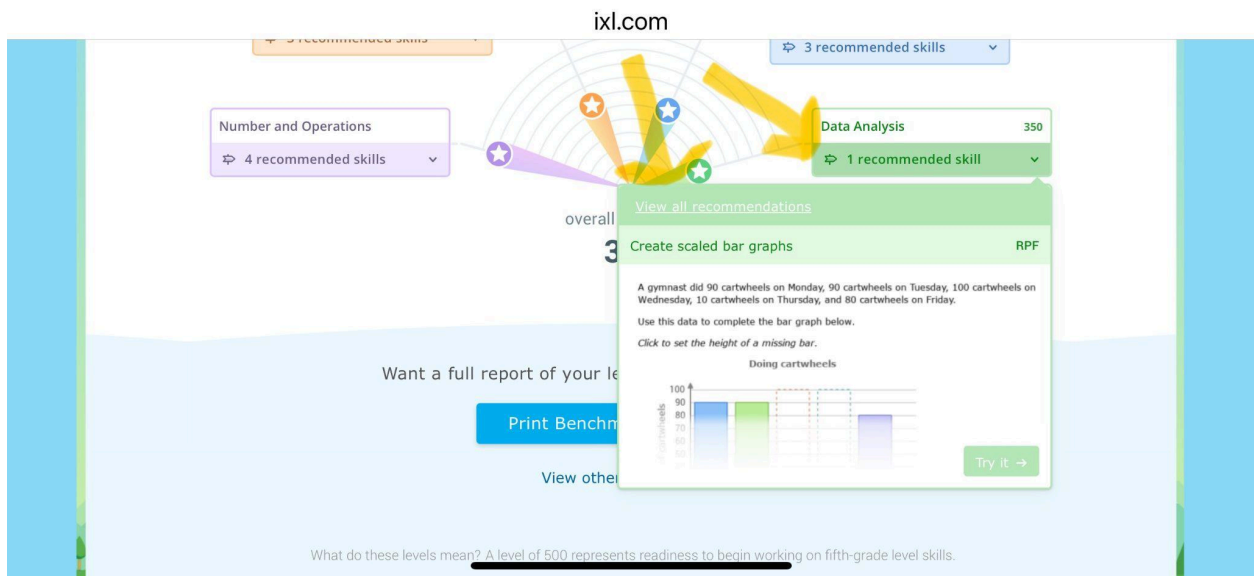 ixl.com
3 recommended skills
3 recommended skills
Number and Operations
4 recommended skills
Data Analysis 350
1 recommended skill
View all recommendations
overall
3
Create scaled bar graphs RPF
A gymnast did 90 cartwheels on Monday, 90 cartwheels on Tuesday, 100 cartwheels on
Wednesday, 10 cartwheels on Thursday, and 80 cartwheels on Friday.
Use this data to complete the bar graph below.
Click to set the height of a missing bar.
Doing cartwheels
100
90
80
70
60
50
cartwheels
Want a full report of your le
Print Benchm
Try it →
View other
What do these levels mean? A level of 500 represents readiness to begin working on fifth-grade level skills.